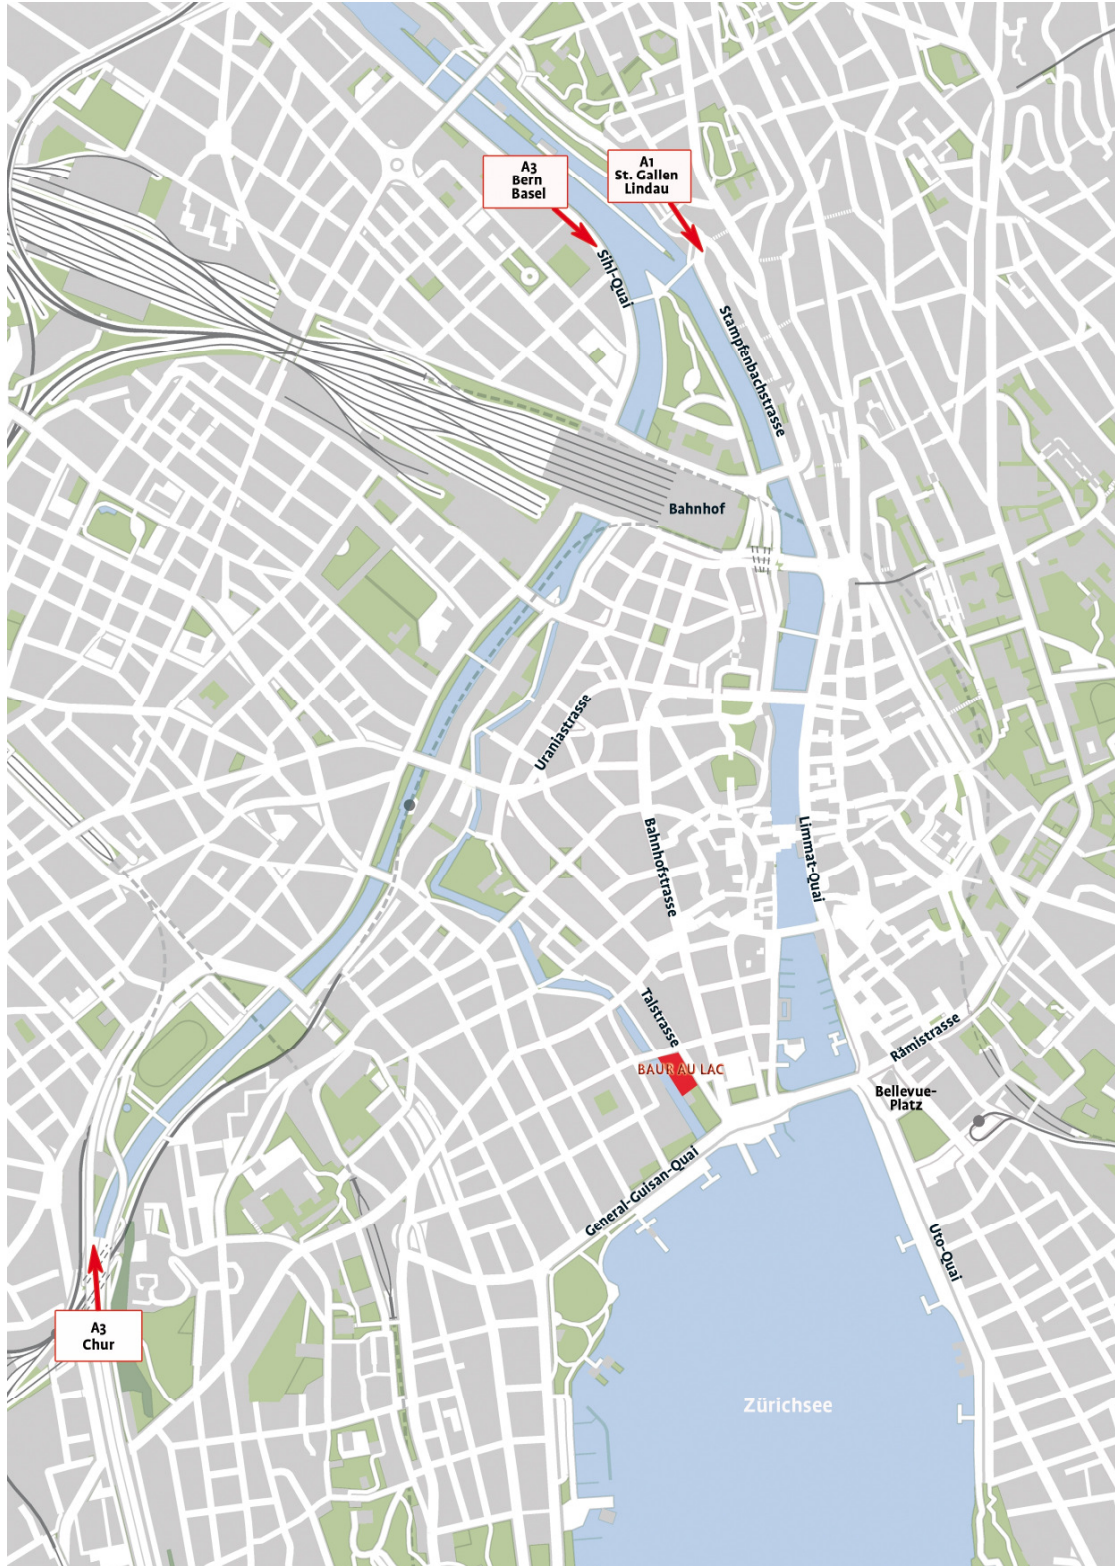 A3
Bern
Basel
A1
St. Gallen
Lindau
Sihl-Quai
Stampfenbachstrasse
Bahnhof
Uraniastrasse
Bahnhofstrasse
Limmat-Quai
Talstrasse
Rämistrasse
BAUR AU LAC
Bellevue-
Platz
General-Guisan-Quai
Uto-Quai
A3
Chur
Zürichsee